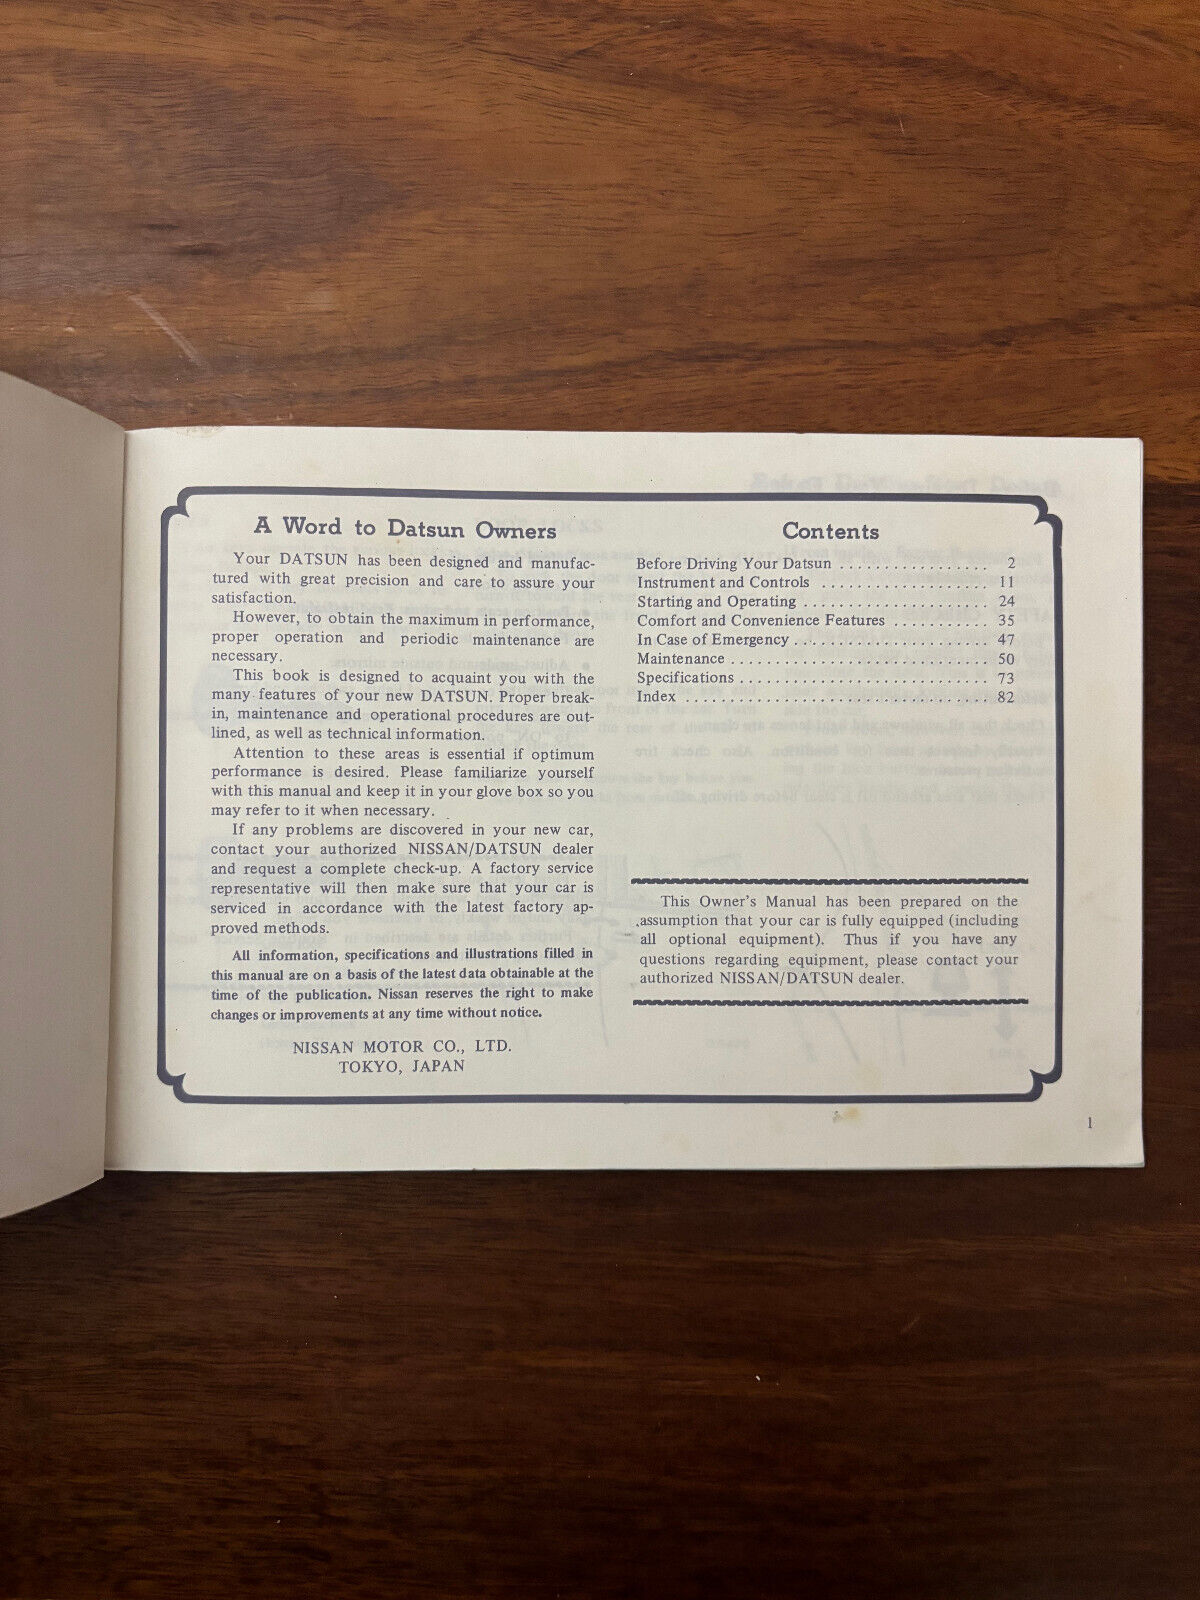 A Word to Datsun Owners
Your DATSUN has been designed and manufac-
tured with great precision and care to assure your
satisfaction.
However, to obtain the maximum in performance,
proper operation and periodic maintenance are
necessary.
This book is designed to acquaint you with the
many features of your new DATSUN. Proper break-
in, maintenance and operational procedures are out-
lined, as well as technical information.
Attention to these areas is essential if optimum
performance is desired. Please familiarize yourself
with this manual and keep it in your glove box so you
may refer to it when necessary.
If any problems are discovered in your new car,
contact your authorized NISSAN/DATSUN dealer
and request a complete check-up. A factory service
representative will then make sure that your car is
serviced in accordance with the latest factory ap-
proved methods.
All information, specifications and illustrations filled in
this manual are on a basis of the latest data obtainable at the
time of the publication. Nissan reserves the right to make
changes or improvements at any time without notice.
NISSAN MOTOR CO., LTD.
TOKYO, JAPAN
Contents
Before Driving Your Datsun . . . . . . . . . . . . . . . . . 2
Instrument and Controls . . . . . . . . . . . . . . . . . . . 11
Starting and Operating . . . . . . . . . . . . . . . . . . . . . 24
Comfort and Convenience Features . . . . . . . . . . . 35
In Case of Emergency . . . . . . . . . . . . . . . . . . . . . . 47
Maintenance . . . . . . . . . . . . . . . . . . . . . . . . . . . . . 50
Specifications . . . . . . . . . . . . . . . . . . . . . . . . . . . . 73
Index . . . . . . . . . . . . . . . . . . . . . . . . . . . . . . . . . . 82
This Owner's Manual has been prepared on the
assumption that your car is fully equipped (including
all optional equipment). Thus if you have any
questions regarding equipment, please contact your
authorized NISSAN/DATSUN dealer.
1